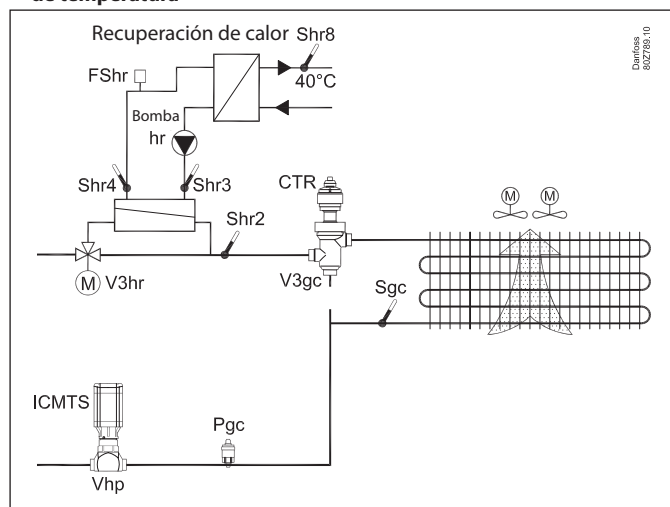 de temperatura
Recuperación de calor
Shr8
FShr
40°C
Bomba
hr
Shr4
Shr3
CTR
M
M
Shr2
M
V3hr
V3gc
Sgc
ICMTS
Pgc
Vhp
Danfoss
80Z789.10